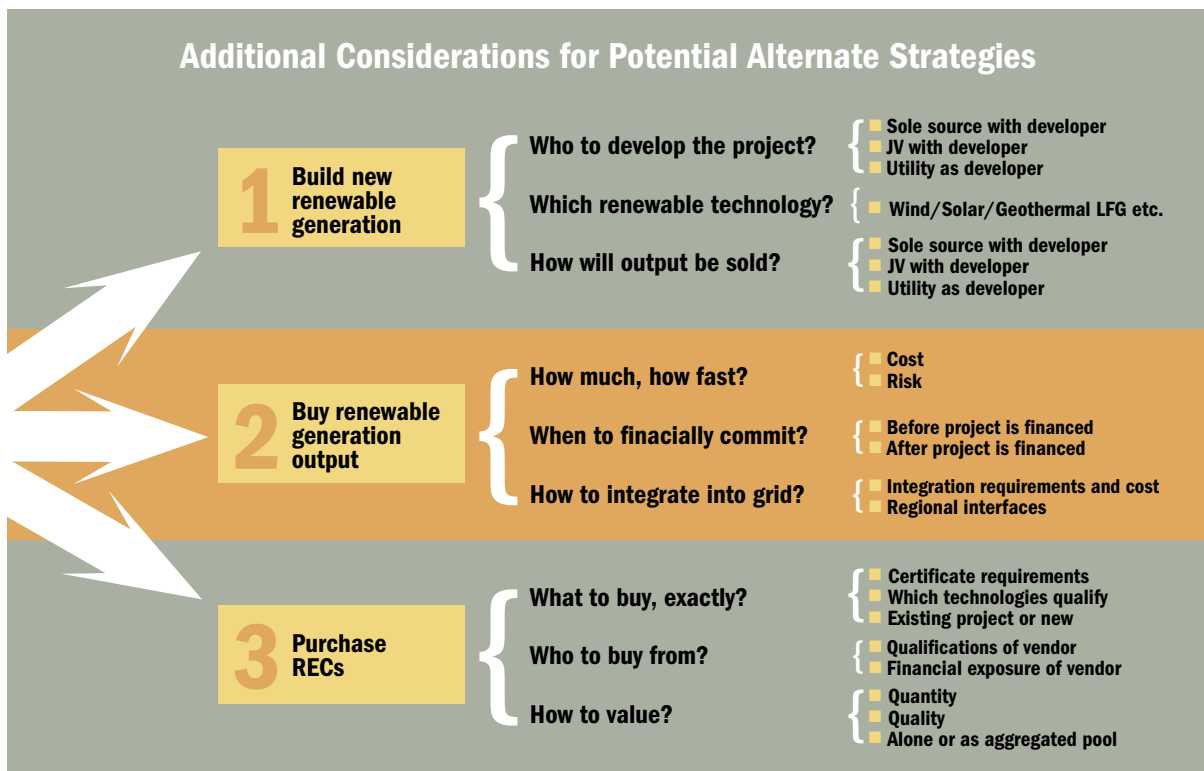 Additional Considerations for Potential Alternate Strategies
1
Build new
renewable
generation
Who to develop the project?
Sole source with developer
JV with developer
Utility as developer
Which renewable technology?
Wind/Solar/Geothermal LFG etc.
How will output be sold?
Sole source with developer
JV with developer
Utility as developer
2
Buy renewable
generation
output
How much, how fast?
Cost
Risk
When to finacially commit?
Before project is financed
After project is financed
How to integrate into grid?
Integration requirements and cost
Regional interfaces
3
Purchase
RECs
What to buy, exactly?
Certificate requirements
Which technologies qualify
Existing project or new
Who to buy from?
Qualifications of vendor
Financial exposure of vendor
How to value?
Quantity
Quality
Alone or as aggregated pool